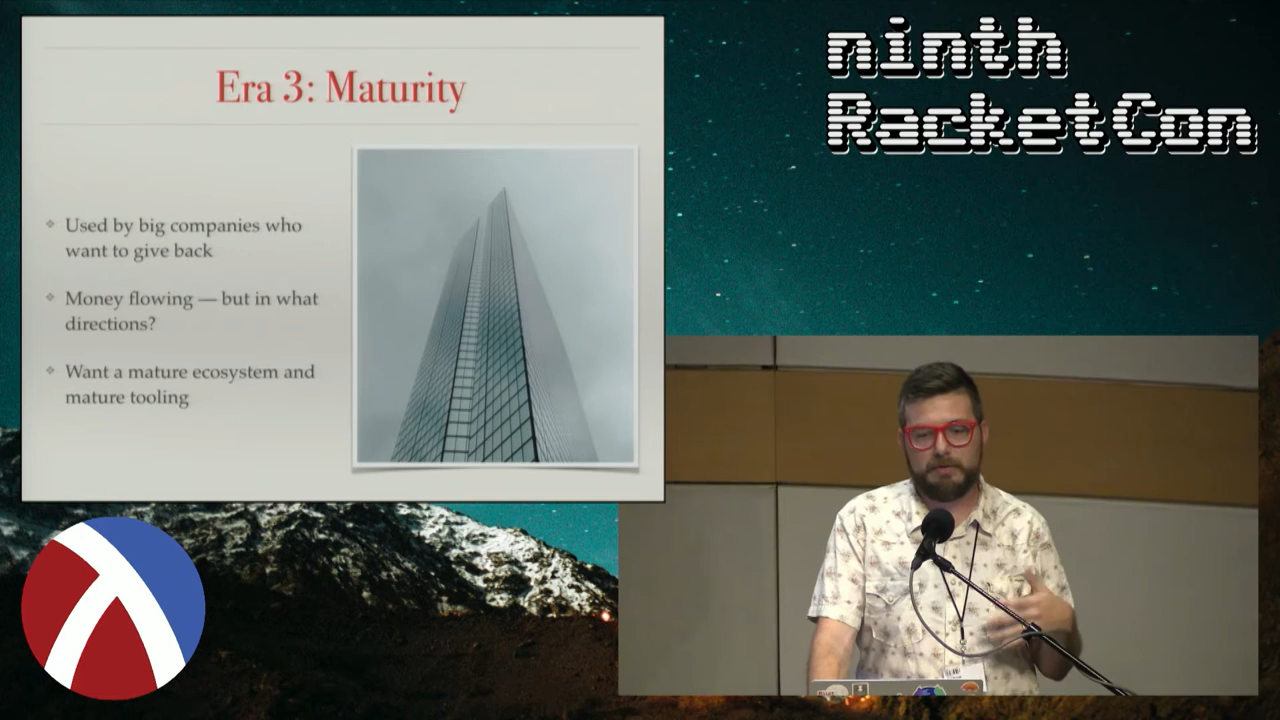 Era 3: Maturity
Used by big companies who
want to give back
Money flowing — but in what
directions?
Want a mature ecosystem and
mature tooling
ninth
RacketCon